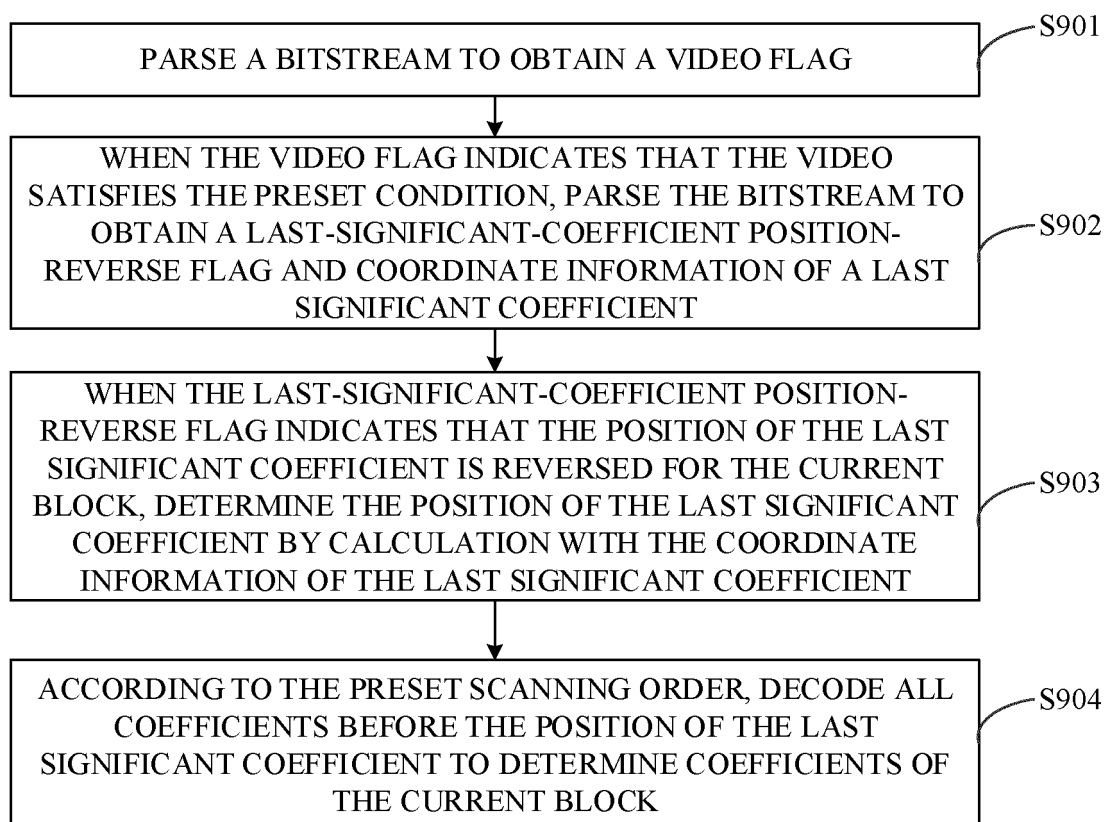 PARSE A BITSTREAM TO OBTAIN A VIDEO FLAG
S901
WHEN THE VIDEO FLAG INDICATES THAT THE VIDEO
SATISFIES THE PRESET CONDITION, PARSE THE BITSTREAM TO
OBTAIN A LAST-SIGNIFICANT-COEFFICIENT POSITION-
REVERSE FLAG AND COORDINATE INFORMATION OF A LAST
SIGNIFICANT COEFFICIENT
S902
WHEN THE LAST-SIGNIFICANT-COEFFICIENT POSITION-
REVERSE FLAG INDICATES THAT THE POSITION OF THE LAST
SIGNIFICANT COEFFICIENT IS REVERSED FOR THE CURRENT
BLOCK, DETERMINE THE POSITION OF THE LAST SIGNIFICANT
COEFFICIENT BY CALCULATION WITH THE COORDINATE
INFORMATION OF THE LAST SIGNIFICANT COEFFICIENT
S903
ACCORDING TO THE PRESET SCANNING ORDER, DECODE ALL
COEFFICIENTS BEFORE THE POSITION OF THE LAST
SIGNIFICANT COEFFICIENT TO DETERMINE COEFFICIENTS OF
THE CURRENT BLOCK
S904